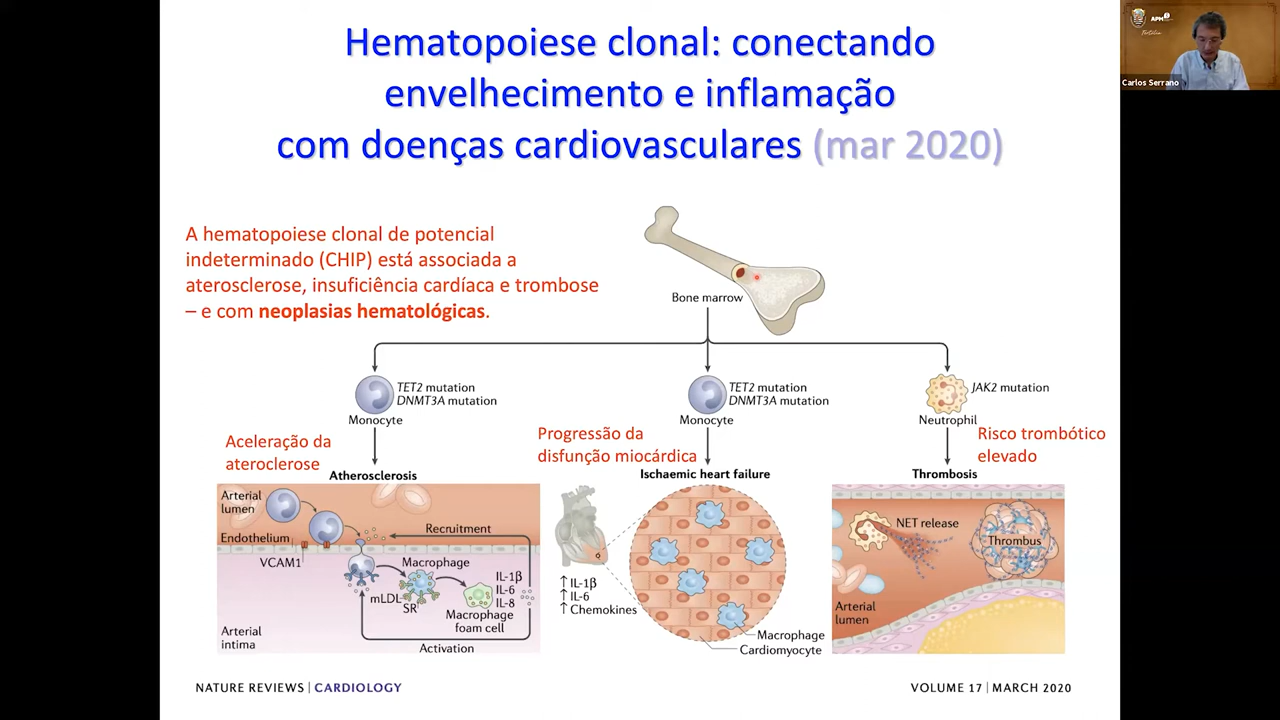 Hematopoiese clonal: conectando
envelhecimento e inflamação
com doenças cardiovasculares (mar 2020)
APM
Carlos Serrano
A hematopoiese clonal de potencial
indeterminado (CHIP) está associada a
aterosclerose, insuficiência cardíaca e trombose
– e com neoplasias hematológicas.
Bone marrow
TET2 mutation
DNMT3A mutation
Monocyte
TET2 mutation
DNMT3A mutation
Monocyte
JAK2 mutation
Neutrophil
Aceleração da
ateroclerose
Progressão da
disfunção miocárdica
Risco trombótico
elevado
Atherosclerosis
Ischaemic heart failure
Thrombosis
Arterial
lumen
Endothelium
VCAM1
Recruitment
Macrophage
mLDL
SR
IL-1β
IL-6
IL-8
Macrophage
foam cell
Arterial
intima
Activation
↑ IL-1β
↑ IL-6
↑ Chemokines
Macrophage
Cardiomyocyte
NET release
Thrombus
Arterial
lumen
NATURE REVIEWS | CARDIOLOGY
VOLUME 17 | MARCH 2020